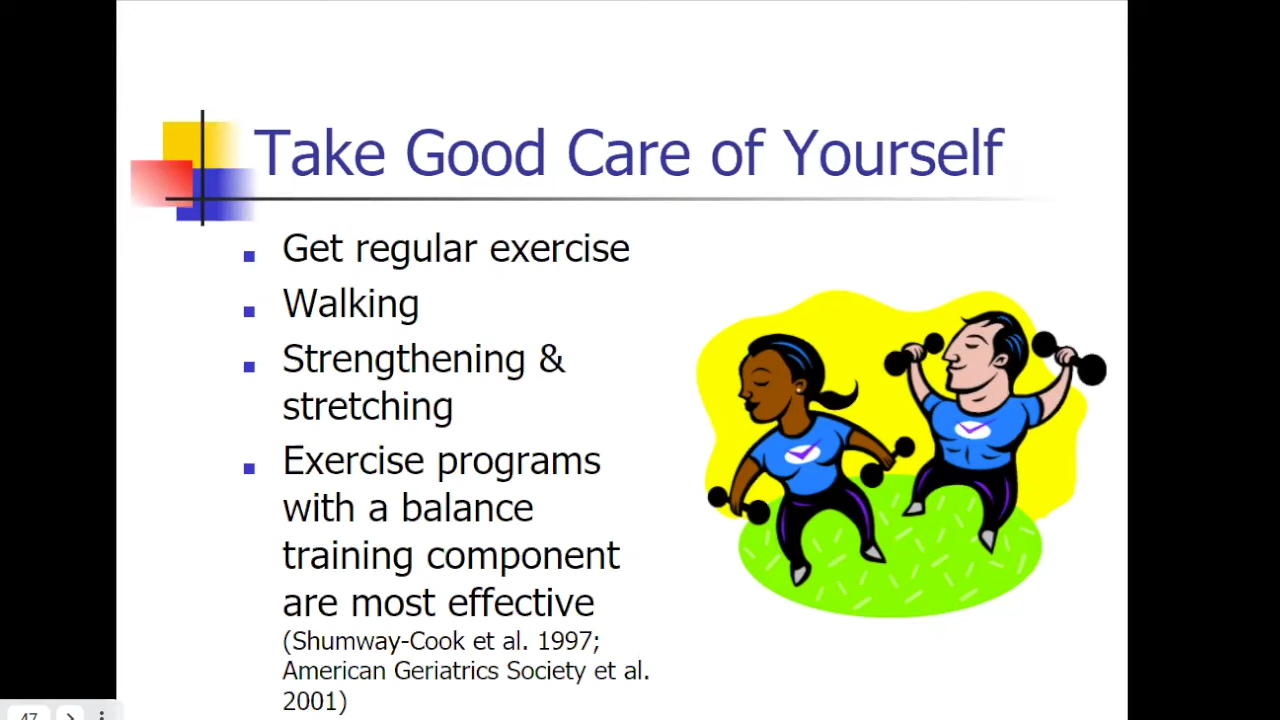 Take Good Care of Yourself
Get regular exercise
Walking
Strengthening &
stretching
Exercise programs
with a balance
training component
are most effective
(Shumway-Cook et al. 1997;
American Geriatrics Society et al.
2001)
47